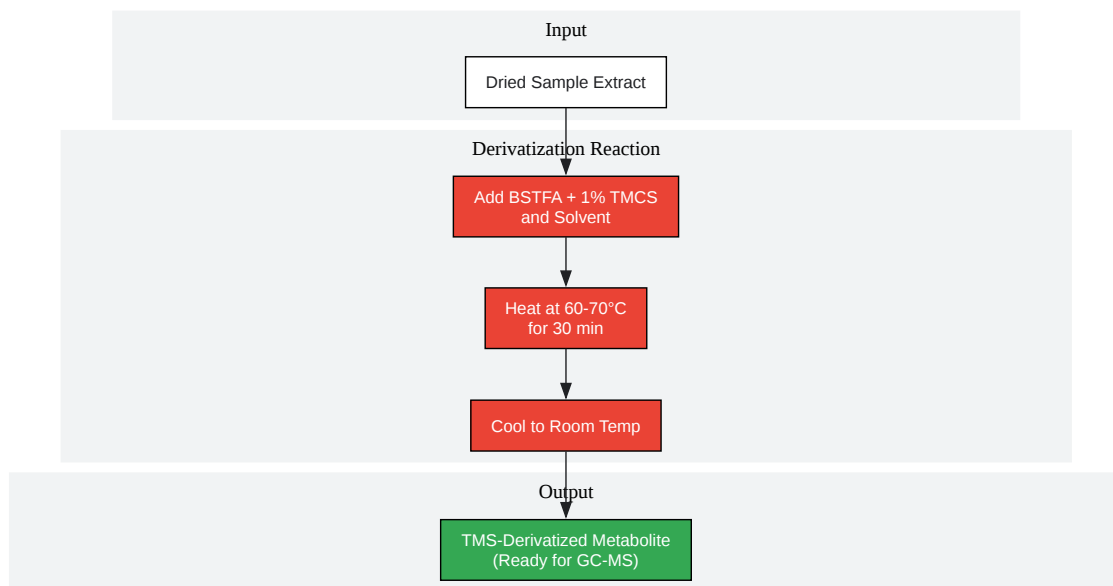 Input
Dried Sample Extract
Derivatization Reaction
Add BSTFA + 1% TMCS
and Solvent
Heat at 60-70°C
for 30 min
Cool to Room Temp
Output
TMS-Derivatized Metabolite
(Ready for GC-MS)